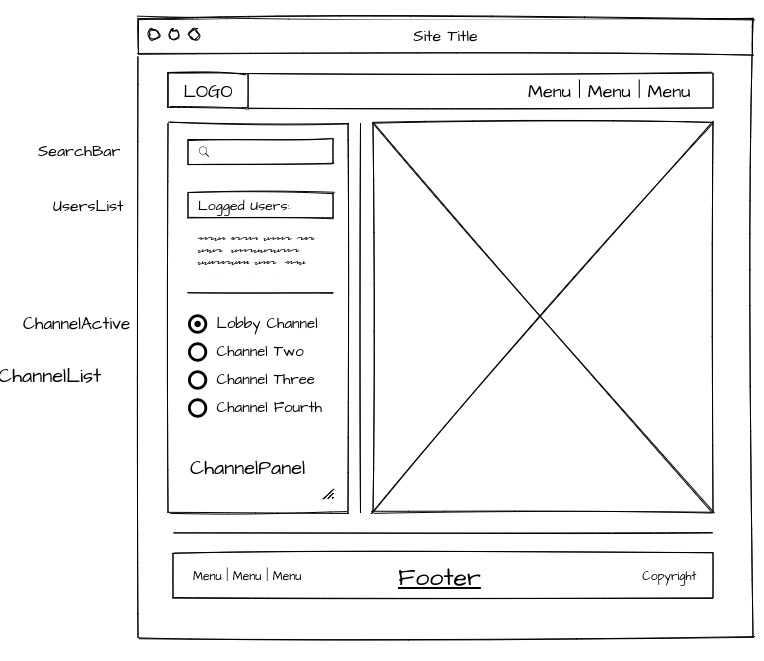 Site Title
LOGO
Menu | Menu | Menu
SearchBar
UsersList
Logged Users:
ChannelActive
Lobby Channel
Channel Two
ChannelList
Channel Three
Channel Fourth
ChannelPanel
Menu | Menu | Menu
Footer
Copyright